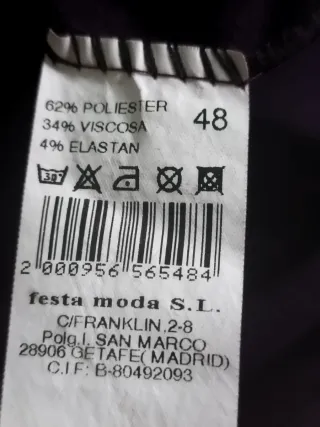 62% POLIESTER
34% VISCOSA
4% ELASTAN
48
30°
2 000956 565484
festa moda S.L.
C/FRANKLIN,2-8
Polg.I. SAN MARCO
28906 GETAFE( MADRID)
C.I.F: B-80492093